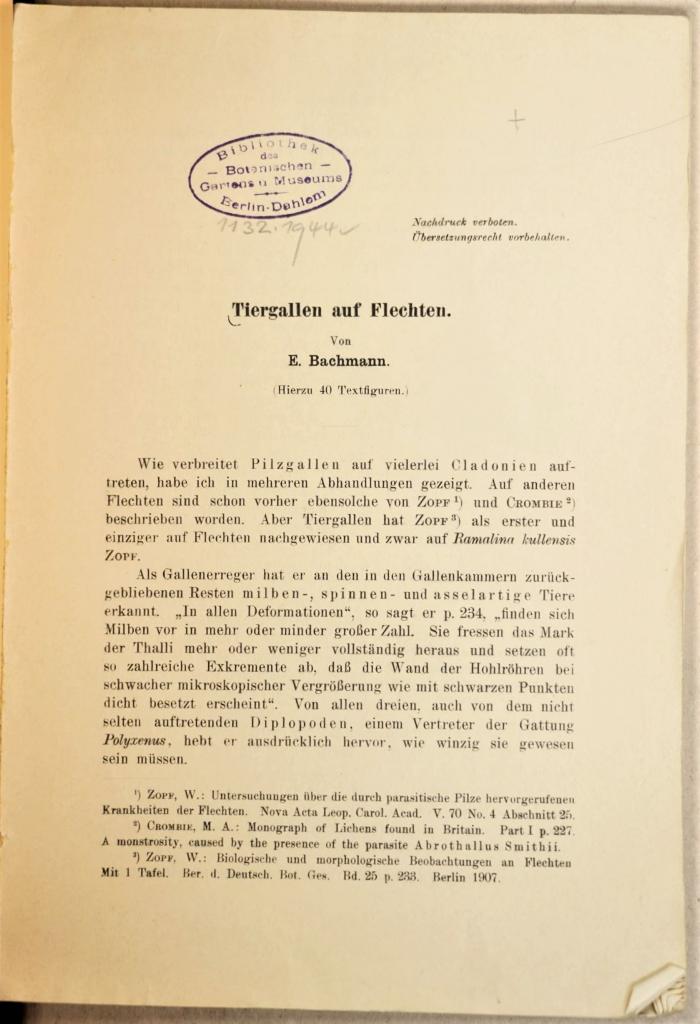 Bibliothek
des
— Botanischen —
Gartens u Museums
Berlin-Dahlem
1132.1944
Nachdruck verboten.
Übersetzungsrecht vorbehalten.
Tiergallen auf Flechten.
Von
E. Bachmann.
(Hierzu 40 Textfiguren.)
Wie verbreitet Pilzgallen auf vielerlei Cladonien auf-
treten, habe ich in mehreren Abhandlungen gezeigt. Auf anderen
Flechten sind schon vorher ebensolche von Zopf ¹) und Crombie ²)
beschrieben worden. Aber Tiergallen hat Zopf ³) als erster und
einziger auf Flechten nachgewiesen und zwar auf Ramalina kullensis
Zopf.
Als Gallenerreger hat er an den in den Gallenkammern zurück-
gebliebenen Resten milben-, spinnen- und asselartige Tiere
erkannt. „In allen Deformationen“, so sagt er p. 234, „finden sich
Milben vor in mehr oder minder großer Zahl. Sie fressen das Mark
der Thalli mehr oder weniger vollständig heraus und setzen oft
so zahlreiche Exkremente ab, daß die Wand der Hohlröhren bei
schwacher mikroskopischer Vergrößerung wie mit schwarzen Punkten
dicht besetzt erscheint“. Von allen dreien, auch von dem nicht
selten auftretenden Diplopoden, einem Vertreter der Gattung
Polyxenus, hebt er ausdrücklich hervor, wie winzig sie gewesen
sein müssen.
¹) Zopf, W.: Untersuchungen über die durch parasitische Pilze hervorgerufenen
Krankheiten der Flechten. Nova Acta Leop. Carol. Acad. V. 70 No. 4 Abschnitt 25.
²) Crombie, M. A.: Monograph of Lichens found in Britain. Part I p. 227.
A monstrosity, caused by the presence of the parasite Abrothallus Smithii.
³) Zopf, W.: Biologische und morphologische Beobachtungen an Flechten
Mit 1 Tafel. Ber. d. Deutsch. Bot. Ges. Bd. 25 p. 233. Berlin 1907.